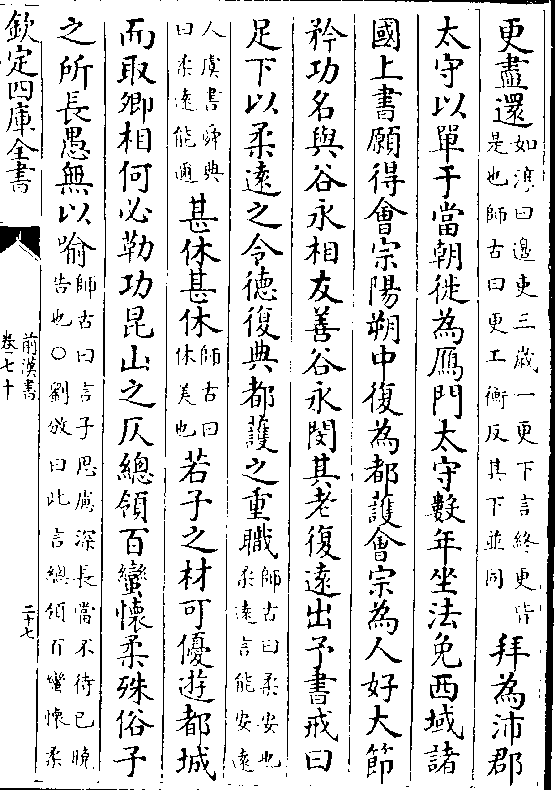 更盡還如淳曰邊吏三歲一更下言終更皆是也師古曰更工衡反其下並同拜為沛郡
太守以單于當朝徙為鴈門太守數年坐法免西域諸
國上書願得會宗陽朔中復為都護會宗為人好大節
矜功名與谷永相友善谷永閔其老復遠出予書戒曰
足下以柔遠之令德復典都護之重職師古曰柔安也柔遠言能安遠
人虞書舜典曰柔遠能邇甚休甚休師古曰休美也若子之材可優游都城
而取卿相何必勒功昆山之仄總領百蠻懷柔殊俗子
之所長愚無以喻師古曰言子思慮深長當不待已曉告也○劉攽曰此言總領百蠻懷柔
欽定四庫全書
前漢書
卷七十
二十七